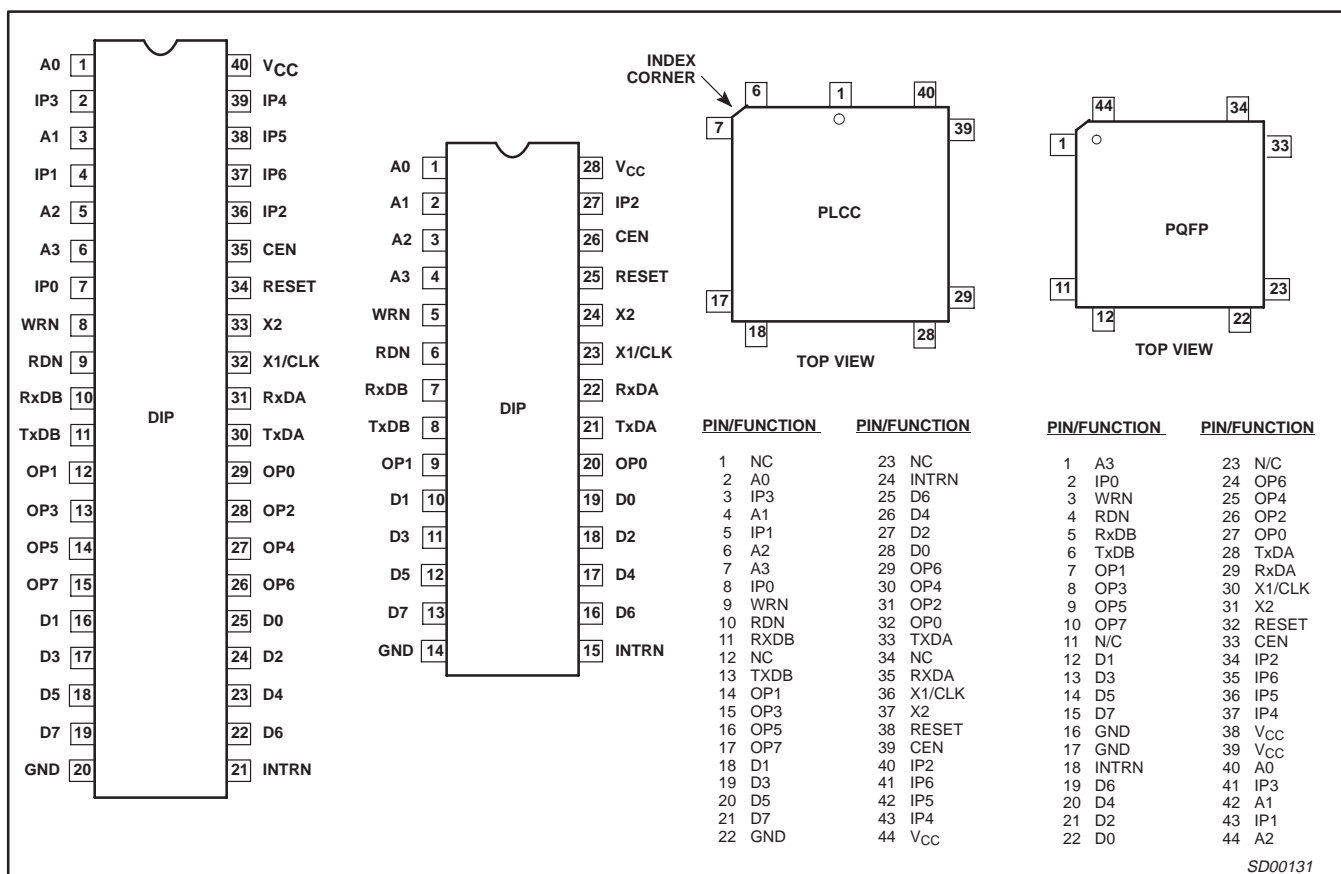 A0 1 40 VCC
IP3 2 39 IP4
A1 3 38 IP5
IP1 4 37 IP6
A2 5 36 IP2
A3 6 35 CEN
IP0 7 34 RESET
WRN 8 33 X2
RDN 9 32 X1/CLK
RxDB 10 31 RxDA
TxDB 11 30 TxDA
DIP
OP1 12 29 OP0
OP3 13 28 OP2
OP5 14 27 OP4
OP7 15 26 OP6
D1 16 25 D0
D3 17 24 D2
D5 18 23 D4
D7 19 22 D6
GND 20 21 INTRN
A0 1 28 VCC
A1 2 27 IP2
A2 3 26 CEN
A3 4 25 RESET
WRN 5 24 X2
RDN 6 23 X1/CLK
RxDB 7 22 RxDA
DIP
TxDB 8 21 TxDA
OP1 9 20 OP0
D1 10 19 D0
D3 11 18 D2
D5 12 17 D4
D7 13 16 D6
GND 14 15 INTRN
INDEX
CORNER
6 1 40
7 39
PLCC
17 29
18 28
TOP VIEW
44 34
1 33
PQFP
11 23
12 22
TOP VIEW
PIN/FUNCTION PIN/FUNCTION
1 NC 23 NC
2 A0 24 INTRN
3 IP3 25 D6
4 A1 26 D4
5 IP1 27 D2
6 A2 28 D0
7 A3 29 OP6
8 IP0 30 OP4
9 WRN 31 OP2
10 RDN 32 OP0
11 RXDB 33 TXDA
12 NC 34 NC
13 TXDB 35 RXDA
14 OP1 36 X1/CLK
15 OP3 37 X2
16 OP5 38 RESET
17 OP7 39 CEN
18 D1 40 IP2
19 D3 41 IP6
20 D5 42 IP5
21 D7 43 IP4
22 GND 44 VCC
PIN/FUNCTION PIN/FUNCTION
1 A3 23 N/C
2 IP0 24 OP6
3 WRN 25 OP4
4 RDN 26 OP2
5 RxDB 27 OP0
6 TxDB 28 TxDA
7 OP1 29 RxDA
8 OP3 30 X1/CLK
9 OP5 31 X2
10 OP7 32 RESET
11 N/C 33 CEN
12 D1 34 IP2
13 D3 35 IP6
14 D5 36 IP5
15 D7 37 IP4
16 GND 38 VCC
17 GND 39 VCC
18 INTRN 40 A0
19 D6 41 IP3
20 D4 42 A1
21 D2 43 IP1
22 D0 44 A2
SD00131